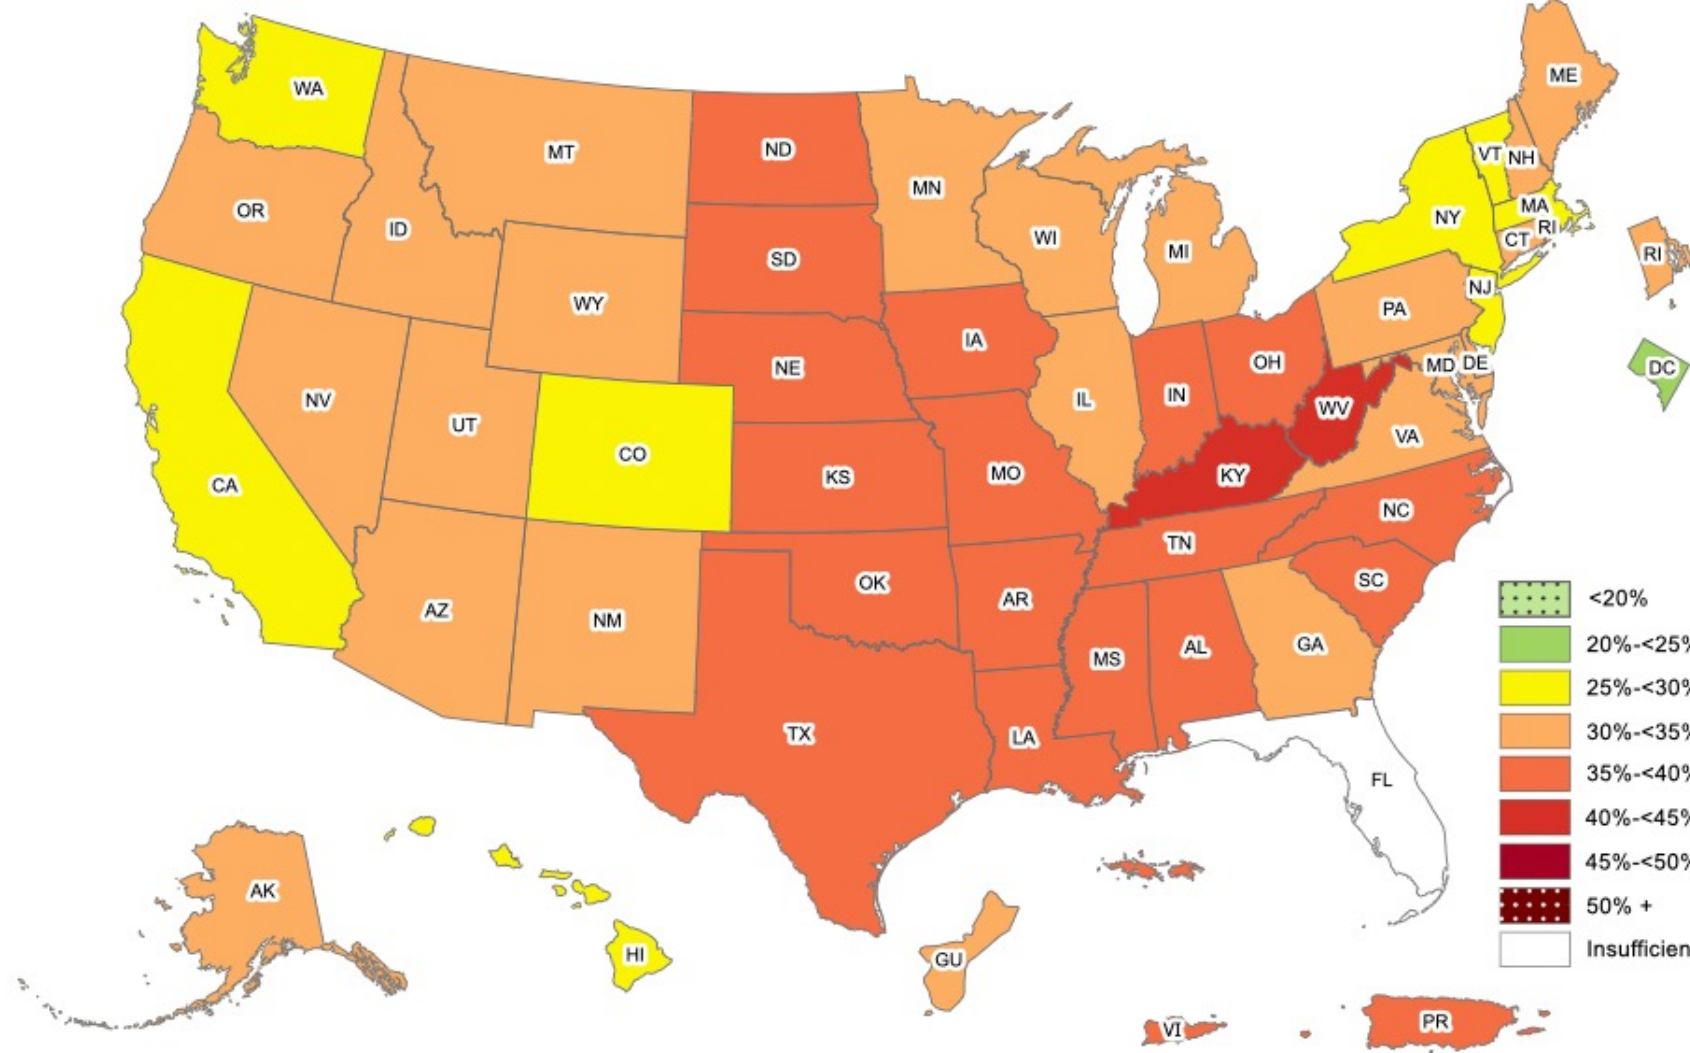 WA
MT
ND
MN
ME
VT
NH
OR
ID
SD
WI
MI
NY
MA
RI
CT
RI
WY
NE
IA
PA
NJ
NV
UT
CO
IL
IN
OH
MD
DE
DC
WV
VA
CA
KS
MO
KY
NC
AZ
NM
OK
AR
TN
SC
TX
LA
MS
AL
GA
FL
AK
HI
GU
VI
PR
<20%
20%-<25%
25%-<30%
30%-<35%
35%-<40%
40%-<45%
45%-<50%
50% +
Insufficien